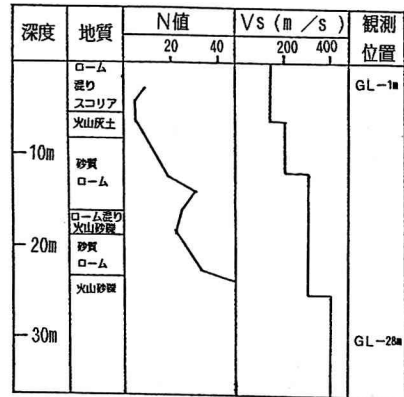 深度 地質 N値 Vs (m/s) 観測位置
20 40 200 400
ローム
混り
スコリア
GL-1m
火山灰土
-10m
砂質
ローム
ローム混り
火山砂礫
-20m
砂質
ローム
火山砂礫
-30m
GL-28m